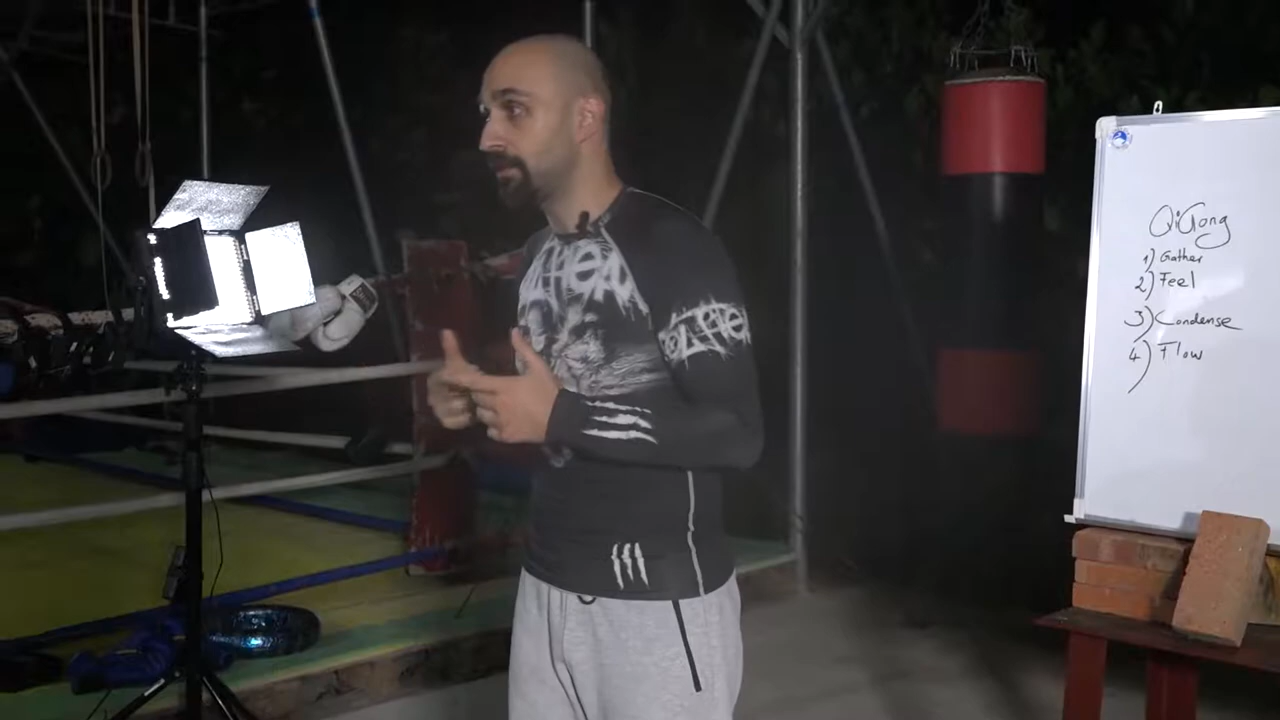 QiGong
1) Gather
2) Feel
3) Condense
4) Flow